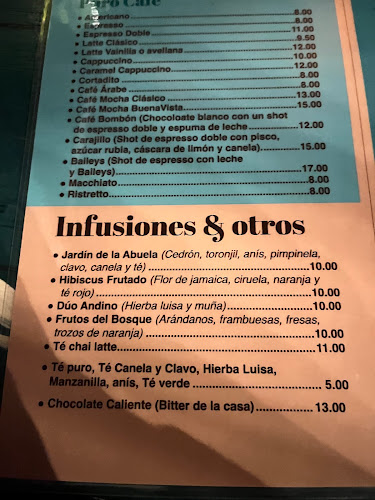 Puro Café
• Americano 8.00
• Espresso 8.00
• Espresso Doble 11.00
• Latte Clásico 9.50
• Latte Vainilla o avellana 12.00
• Cappuccino 10.00
• Caramel Cappuccino 12.00
• Cortadito 8.00
• Café Árabe 8.00
• Café Mocha Clásico 13.00
• Café Mocha BuenaVista 15.00
• Café Bombón (Chocoloate blanco con un shot
de espresso doble y espuma de leche 12.00
• Carajillo (Shot de espresso doble con pisco,
azúcar rubia, cáscara de limón y canela) 15.00
• Baileys (Shot de espresso con leche
y Baileys) 17.00
• Macchiato 8.00
• Ristretto 8.00
Infusiones & otros
• Jardín de la Abuela (Cedrón, toronjil, anís, pimpinela,
clavo, canela y té) 10.00
• Hibiscus Frutado (Flor de jamaica, ciruela, naranja y
té rojo) 10.00
• Dúo Andino (Hierba luisa y muña) 10.00
• Frutos del Bosque (Arándanos, frambuesas, fresas,
trozos de naranja) 10.00
• Té chai latte 11.00
• Té puro, Té Canela y Clavo, Hierba Luisa,
Manzanilla, anís, Té verde 5.00
• Chocolate Caliente (Bitter de la casa) 13.00